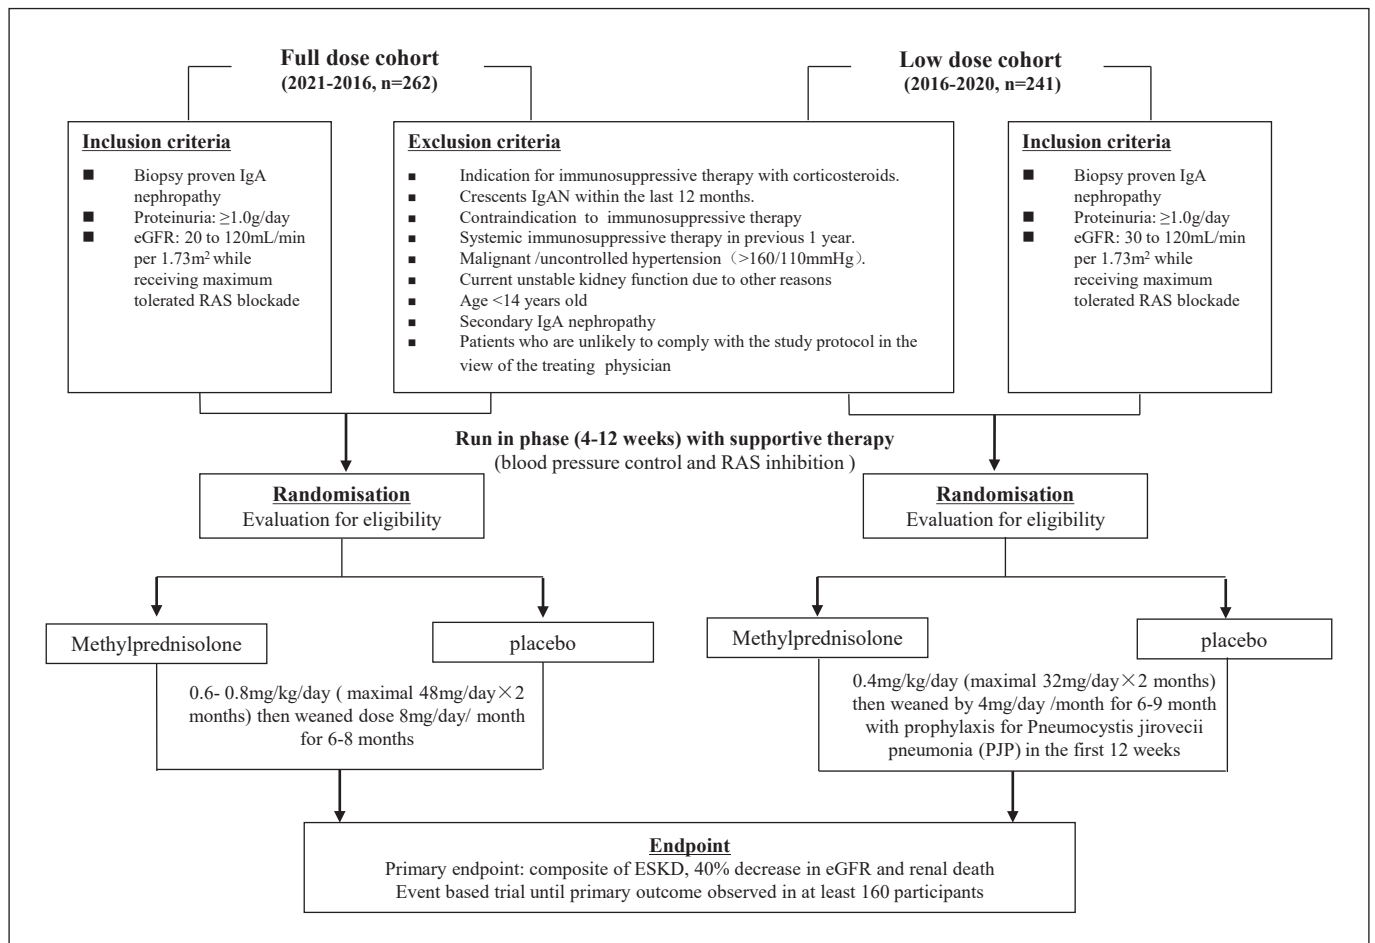 Full dose cohort
(2021-2016, n=262)
Low dose cohort
(2016-2020, n=241)
Inclusion criteria
■ Biopsy proven IgA
nephropathy
■ Proteinuria: ≥1.0g/day
■ eGFR: 20 to 120mL/min
per 1.73m² while
receiving maximum
tolerated RAS blockade
Exclusion criteria
■ Indication for immunosuppressive therapy with corticosteroids.
■ Crescents IgAN within the last 12 months.
■ Contraindication to immunosuppressive therapy
■ Systemic immunosuppressive therapy in previous 1 year.
■ Malignant /uncontrolled hypertension（>160/110mmHg）.
■ Current unstable kidney function due to other reasons
■ Age <14 years old
■ Secondary IgA nephropathy
■ Patients who are unlikely to comply with the study protocol in the
view of the treating physician
Inclusion criteria
■ Biopsy proven IgA
nephropathy
■ Proteinuria: ≥1.0g/day
■ eGFR: 30 to 120mL/min
per 1.73m² while
receiving maximum
tolerated RAS blockade
Run in phase (4-12 weeks) with supportive therapy
(blood pressure control and RAS inhibition )
Randomisation
Evaluation for eligibility
Randomisation
Evaluation for eligibility
Methylprednisolone
placebo
Methylprednisolone
placebo
0.6- 0.8mg/kg/day ( maximal 48mg/day×2
months) then weaned dose 8mg/day/ month
for 6-8 months
0.4mg/kg/day (maximal 32mg/day×2 months)
then weaned by 4mg/day /month for 6-9 month
with prophylaxis for Pneumocystis jirovecii
pneumonia (PJP) in the first 12 weeks
Endpoint
Primary endpoint: composite of ESKD, 40% decrease in eGFR and renal death
Event based trial until primary outcome observed in at least 160 participants